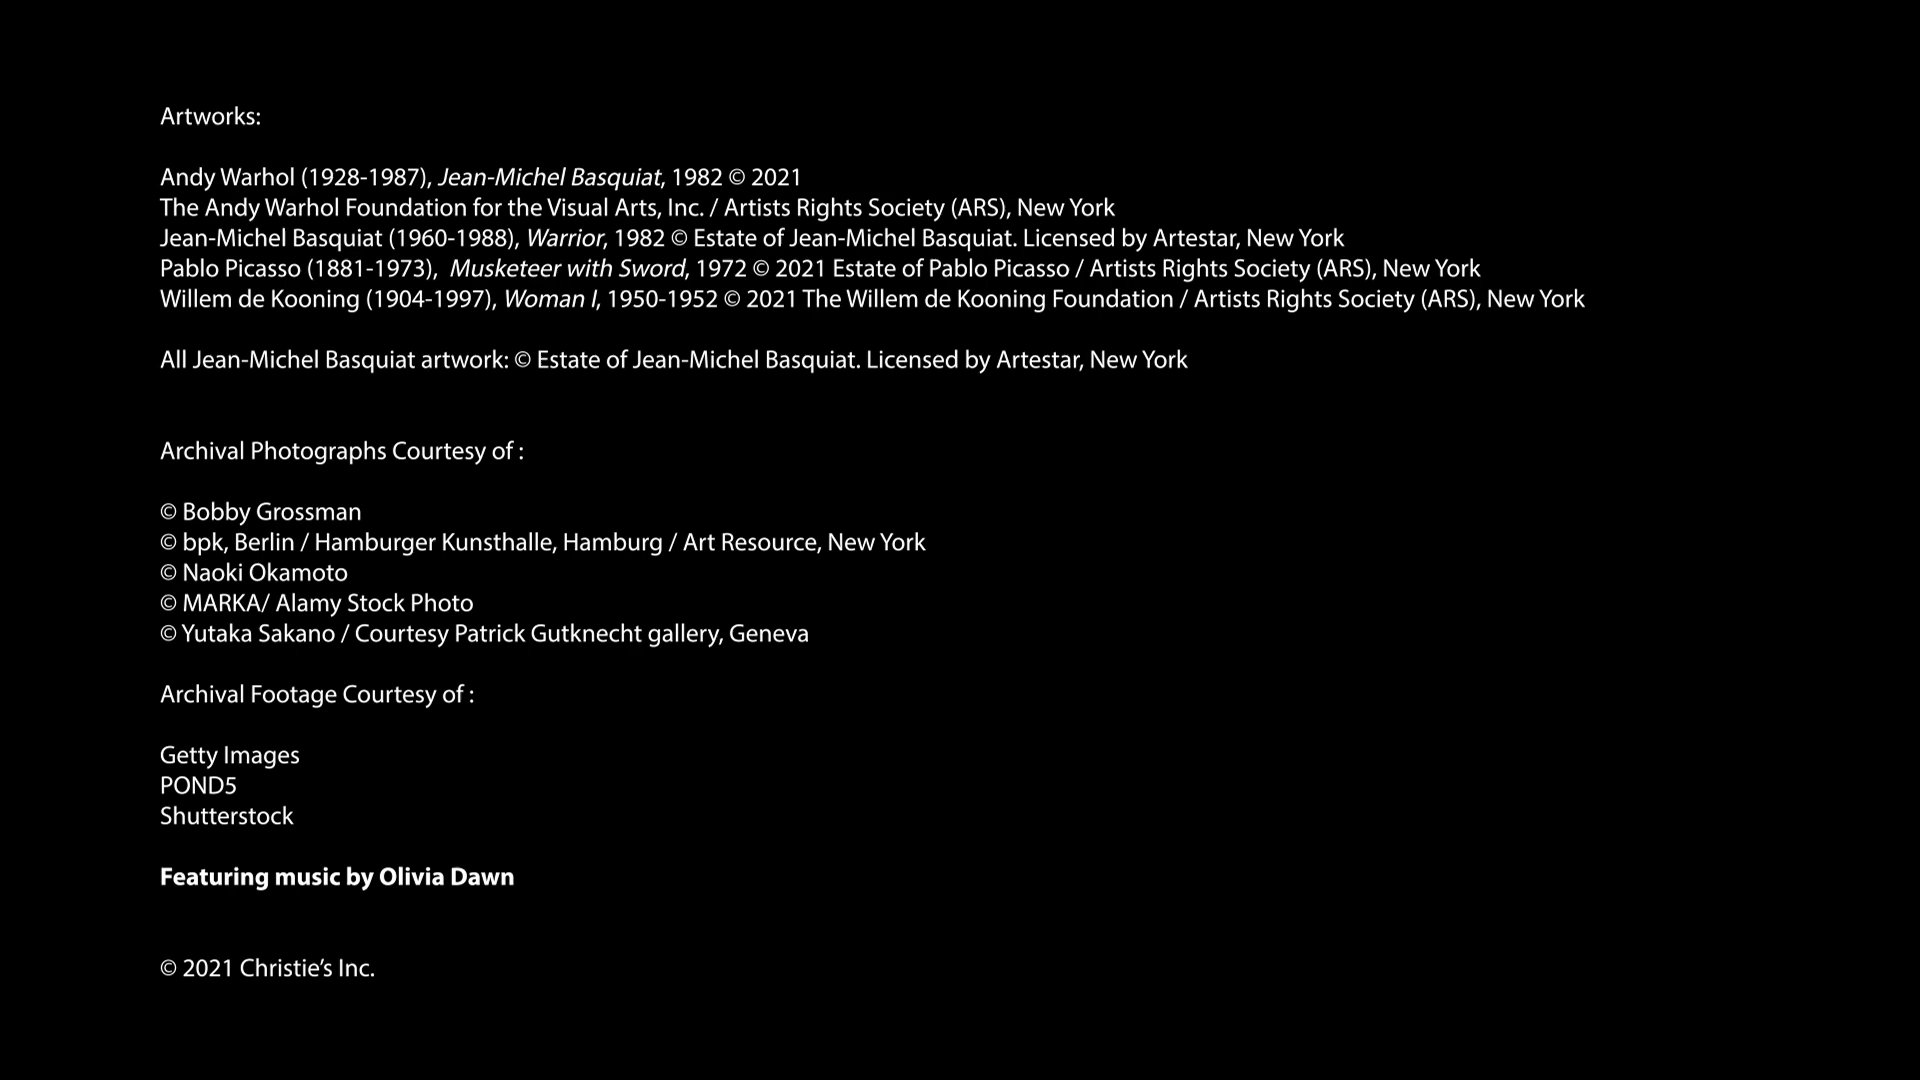 Artworks:
Andy Warhol (1928-1987), Jean-Michel Basquiat, 1982 © 2021
The Andy Warhol Foundation for the Visual Arts, Inc. / Artists Rights Society (ARS), New York
Jean-Michel Basquiat (1960-1988), Warrior, 1982 © Estate of Jean-Michel Basquiat. Licensed by Artestar, New York
Pablo Picasso (1881-1973), Musketeer with Sword, 1972 © 2021 Estate of Pablo Picasso / Artists Rights Society (ARS), New York
Willem de Kooning (1904-1997), Woman I, 1950-1952 © 2021 The Willem de Kooning Foundation / Artists Rights Society (ARS), New York
All Jean-Michel Basquiat artwork: © Estate of Jean-Michel Basquiat. Licensed by Artestar, New York
Archival Photographs Courtesy of :
© Bobby Grossman
© bpk, Berlin / Hamburger Kunsthalle, Hamburg / Art Resource, New York
© Naoki Okamoto
© MARKA/ Alamy Stock Photo
© Yutaka Sakano / Courtesy Patrick Gutknecht gallery, Geneva
Archival Footage Courtesy of :
Getty Images
POND5
Shutterstock
Featuring music by Olivia Dawn
© 2021 Christie’s Inc.